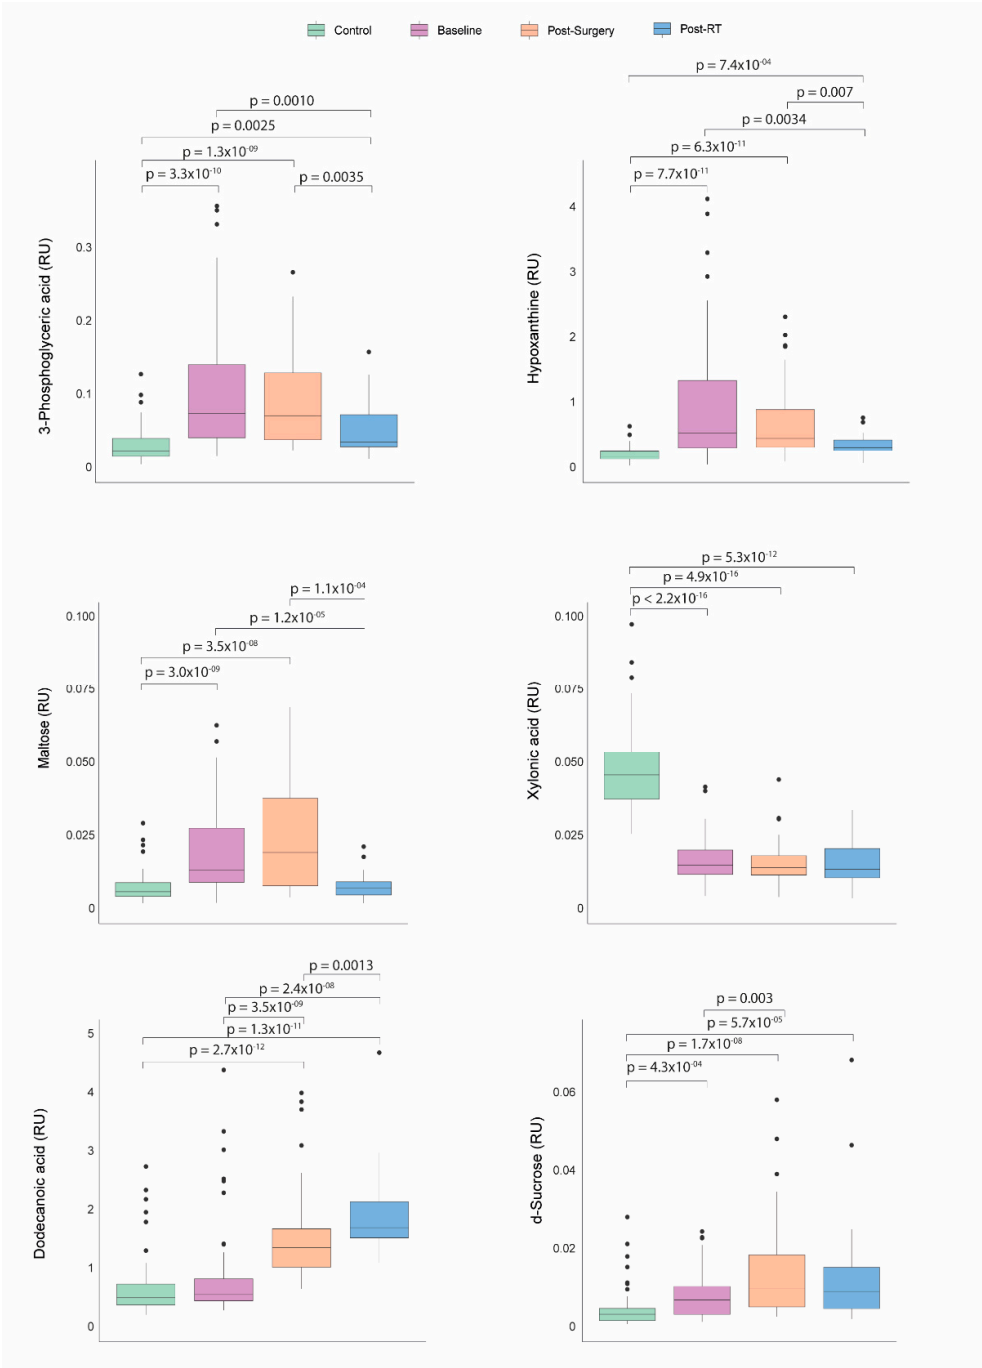 Control Baseline Post-Surgery Post-RT
p = 0.0010
p = 0.0025
p = 1.3x10-09
p = 3.3x10-10
p = 0.0035
3-Phosphoglyceric acid (RU)
0.3
0.2
0.1
0
p = 7.4x10-04
p = 0.007
p = 0.0034
p = 6.3x10-11
p = 7.7x10-11
Hypoxanthine (RU)
4
3
2
1
0
p = 1.1x10-04
p = 1.2x10-05
p = 3.5x10-08
p = 3.0x10-09
Maltose (RU)
0.100
0.075
0.050
0.025
0
p = 5.3x10-12
p = 4.9x10-16
p < 2.2x10-16
Xylonic acid (RU)
0.100
0.075
0.050
0.025
0
p = 0.0013
p = 2.4x10-08
p = 3.5x10-09
p = 1.3x10-11
p = 2.7x10-12
Dodecanoic acid (RU)
5
4
3
2
1
0
p = 0.003
p = 5.7x10-05
p = 1.7x10-08
p = 4.3x10-04
d-Sucrose (RU)
0.06
0.04
0.02
0